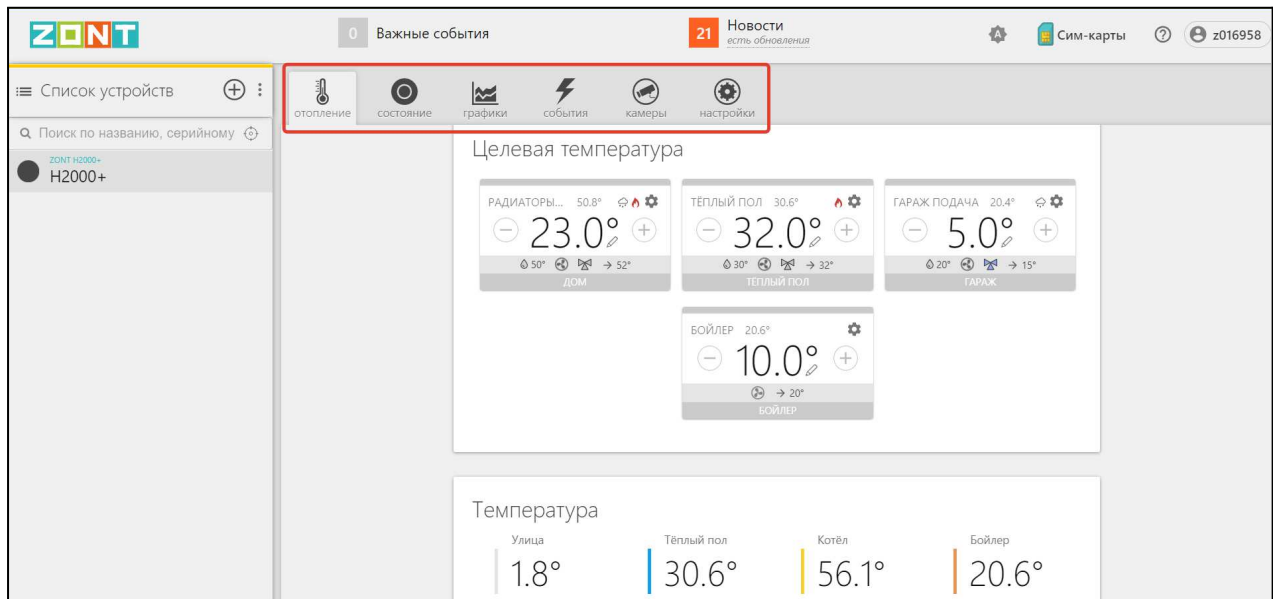 ZONT
0 Важные события
21 Новости
есть обновления
Сим-карты
z016958
Список устройств
Поиск по названию, серийному
ZONT H2000+
H2000+
отопление состояние графики события камеры настройки
Целевая температура
РАДИАТОРЫ... 50.8° ТЁПЛЫЙ ПОЛ 30.6° ГАРАЖ ПОДАЧА 20.4°
23.0° 32.0° 5.0°
50° → 52° 30° → 32° 20° → 15°
ДОМ ТЕПЛЫЙ ПОЛ ГАРАЖ
БОЙЛЕР 20.6°
10.0°
→ 20°
БОЙЛЕР
Температура
Улица Тёплый пол Котёл Бойлер
1.8° 30.6° 56.1° 20.6°